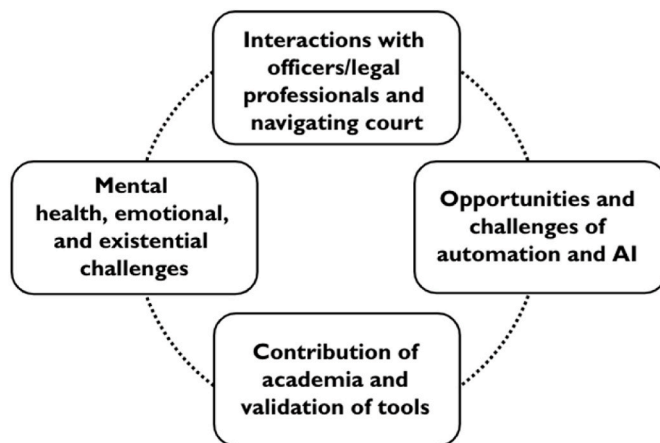 Interactions with
officers/legal
professionals and
navigating court
Mental
health, emotional,
and existential
challenges
Opportunities and
challenges of
automation and AI
Contribution of
academia and
validation of tools